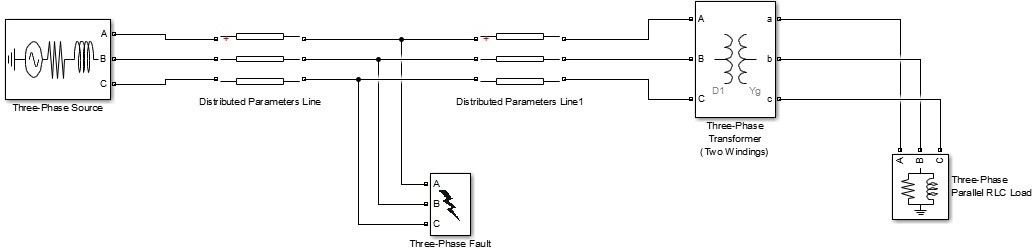 A
B
C
Three-Phase Source
+
Distributed Parameters Line
+
Distributed Parameters Line1
A
B
C
a
b
c
D1 Yg
Three-Phase
Transformer
(Two Windings)
A B C
Three-Phase
Parallel RLC Load
A
B
C
Three-Phase Fault